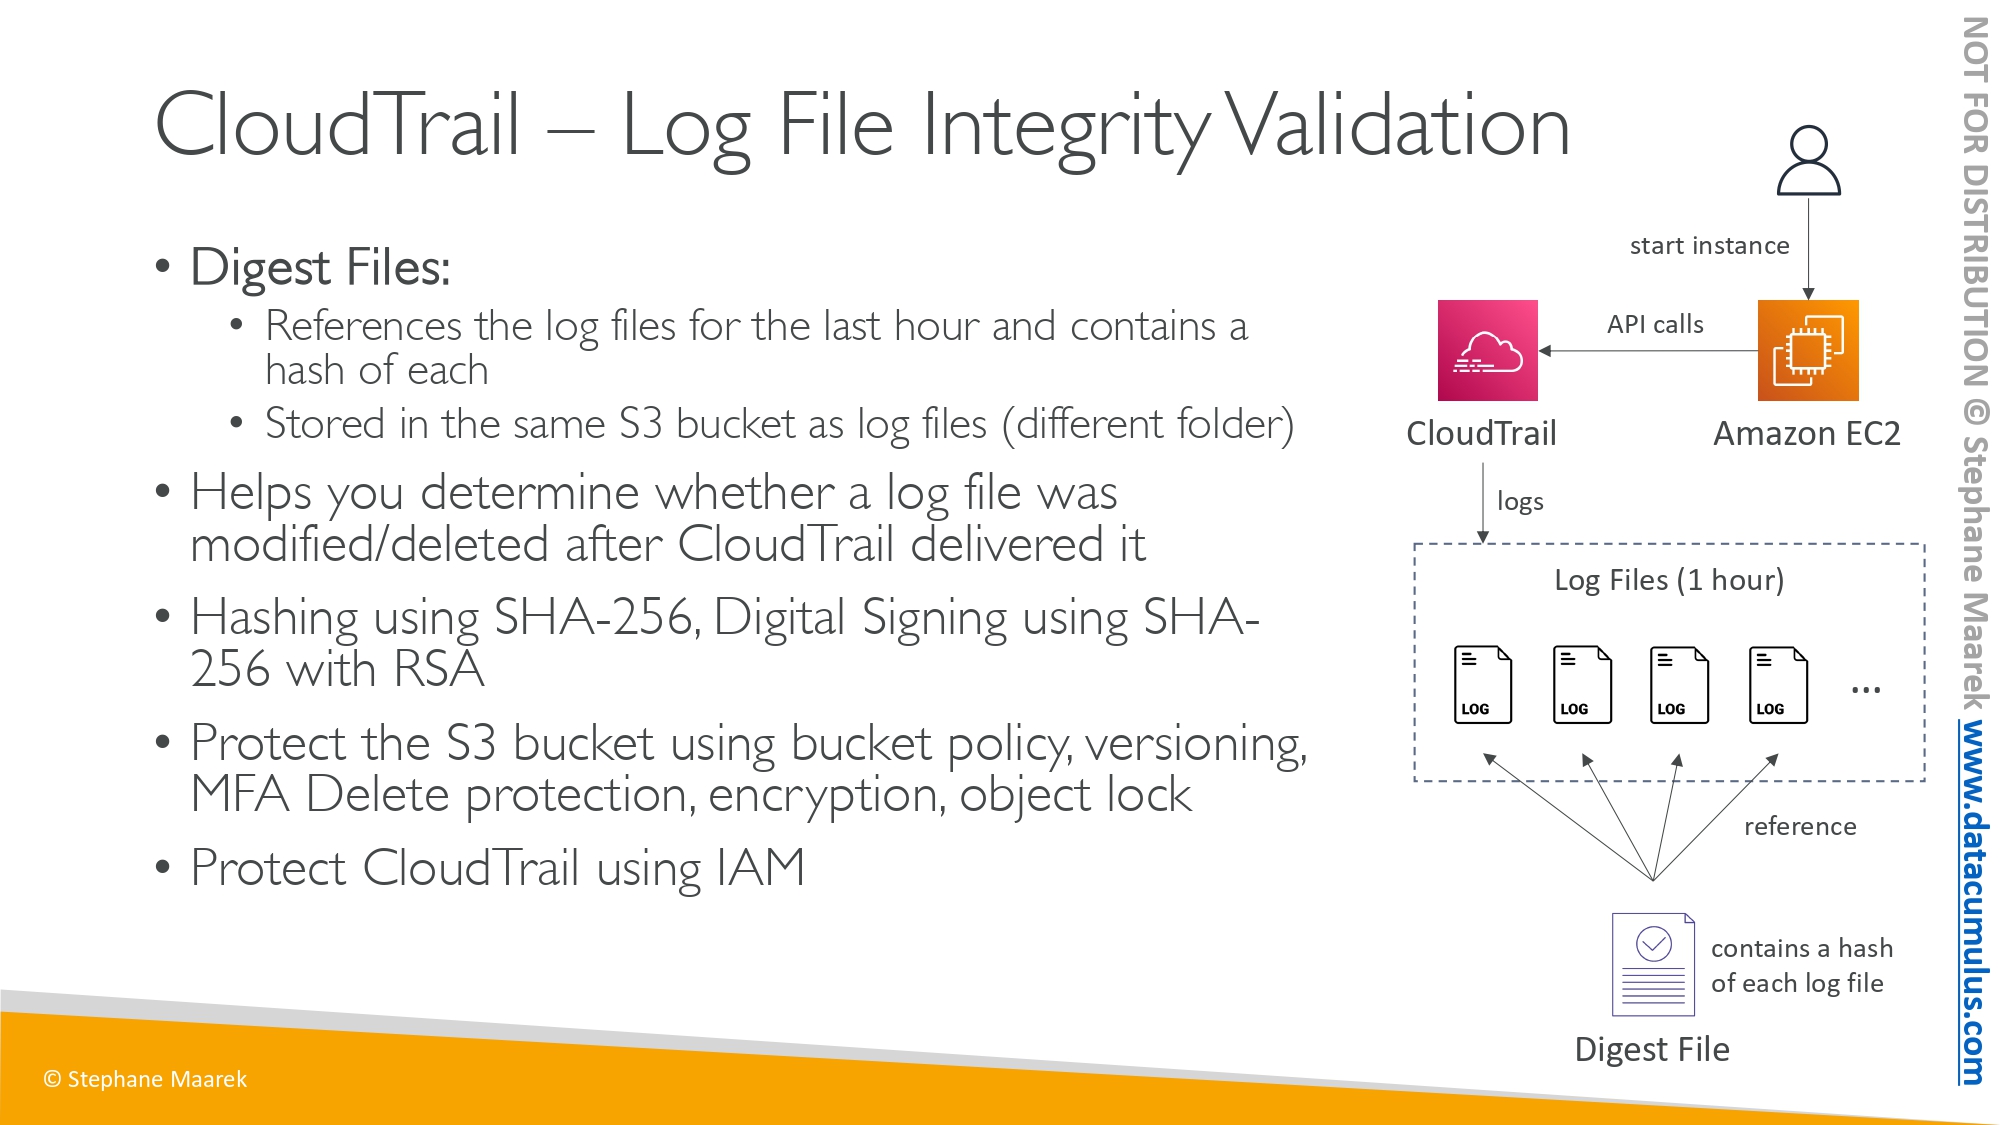 CloudTrail – Log File Integrity Validation
• Digest Files:
• References the log files for the last hour and contains a
hash of each
• Stored in the same S3 bucket as log files (different folder)
• Helps you determine whether a log file was
modified/deleted after CloudTrail delivered it
• Hashing using SHA-256, Digital Signing using SHA-
256 with RSA
• Protect the S3 bucket using bucket policy, versioning,
MFA Delete protection, encryption, object lock
• Protect CloudTrail using IAM
start instance
API calls
CloudTrail
Amazon EC2
logs
Log Files (1 hour)
LOG
LOG
LOG
LOG
...
reference
contains a hash
of each log file
Digest File
© Stephane Maarek
NOT FOR DISTRIBUTION © Stephane Maarek www.datacumulus.com